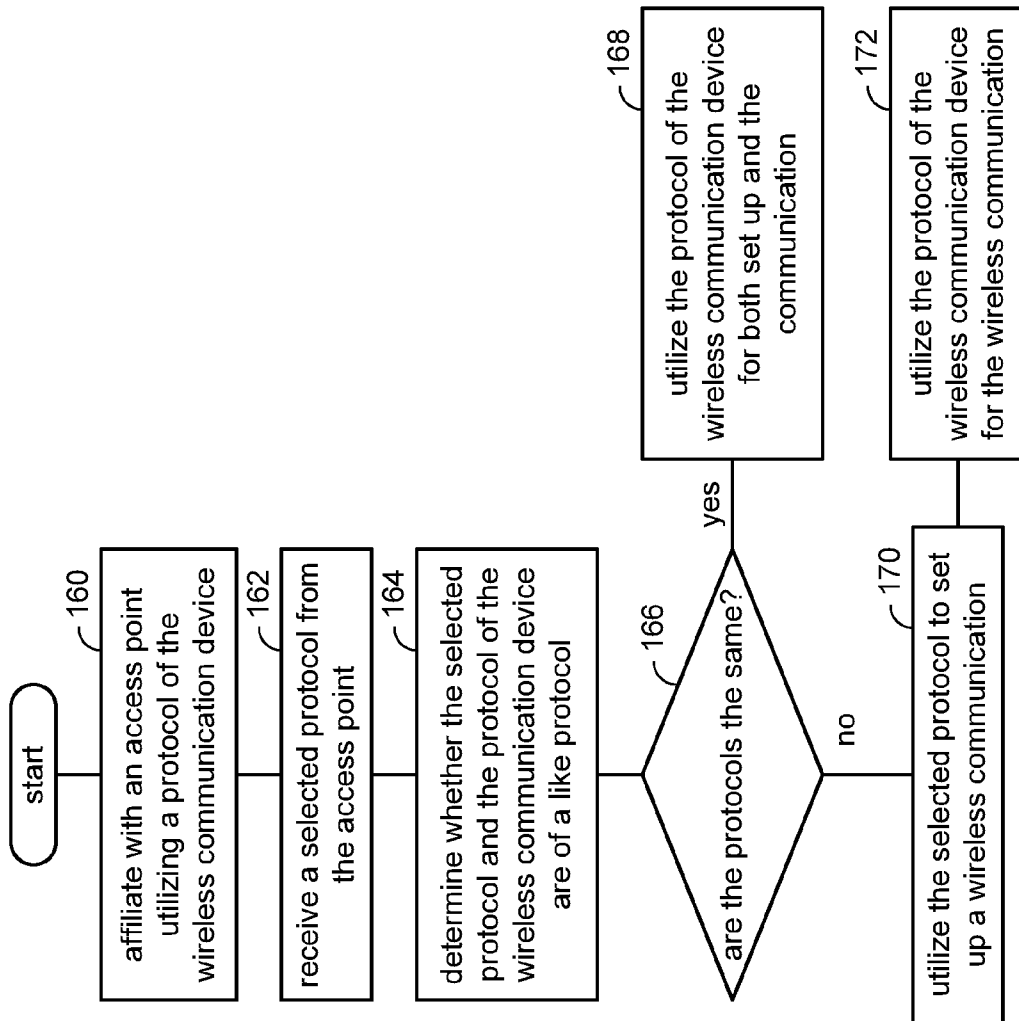 start
160
affiliate with an access point
utilizing a protocol of the
wireless communication device
162
receive a selected protocol from
the access point
164
determine whether the selected
protocol and the protocol of the
wireless communication device
are of a like protocol
166
are the protocols the same?
yes
168
utilize the protocol of the
wireless communication device
for both set up and the
communication
no
170
utilize the selected protocol to set
up a wireless communication
172
utilize the protocol of the
wireless communication device
for the wireless communication